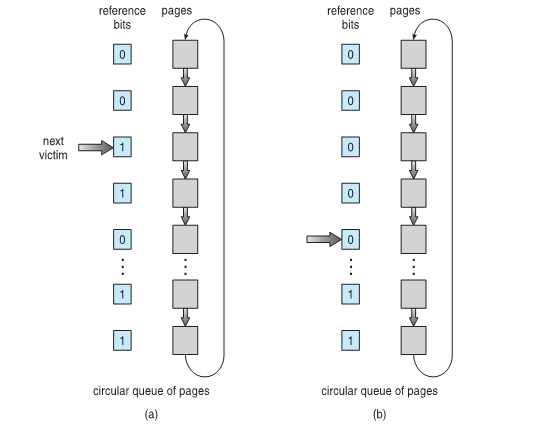 reference
bits
pages
0
0
next
victim
1
1
0
1
1
circular queue of pages
(a)
reference
bits
pages
0
0
0
0
0
1
1
circular queue of pages
(b)